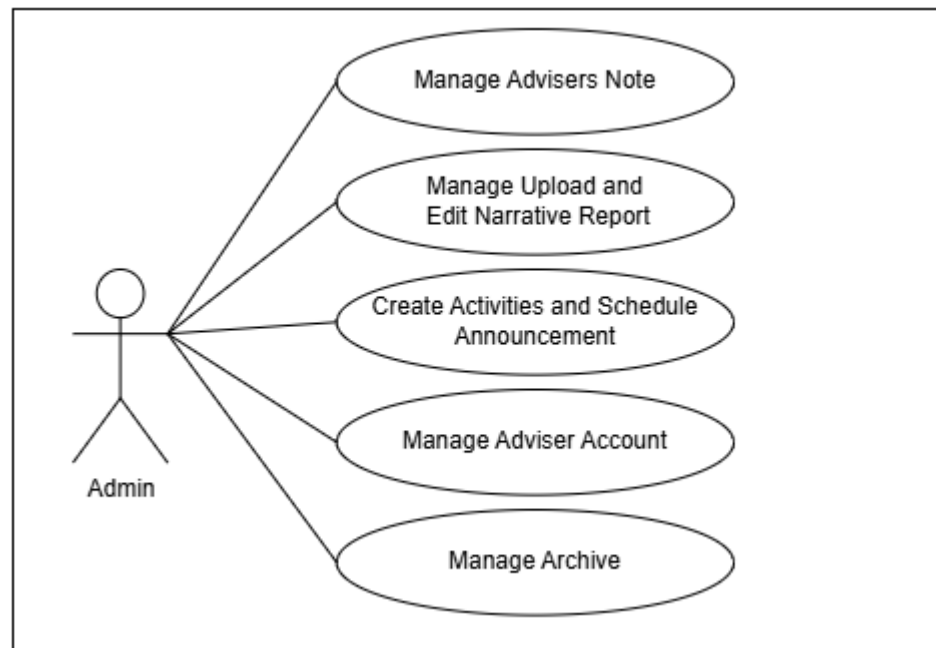 Manage Advisers Note
Manage Upload and
Edit Narrative Report
Create Activities and Schedule
Announcement
Manage Adviser Account
Admin
Manage Archive